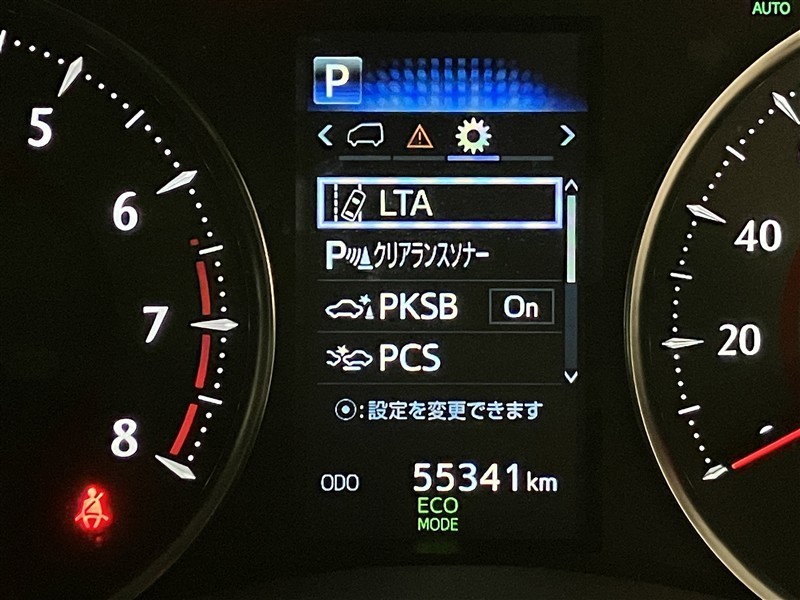 AUTO
P
5
6
7
8
LTA
Pクリアランスソナー
PKSB On
PCS
:設定を変更できます
ODO 55341km
ECO
MODE
40
20